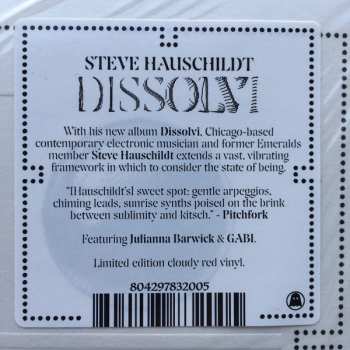 STEVE HAUSCHILDT
DISSOLVI
With his new album Dissolvi, Chicago-based
contemporary electronic musician and former Emeralds
member Steve Hauschildt extends a vast, vibrating
framework in which to consider the state of being.
"[Hauschildt's] sweet spot: gentle arpeggios,
chiming leads, sunrise synths poised on the brink
between sublimity and kitsch." - Pitchfork
Featuring Julianna Barwick & GABI.
Limited edition cloudy red vinyl.
804297832005